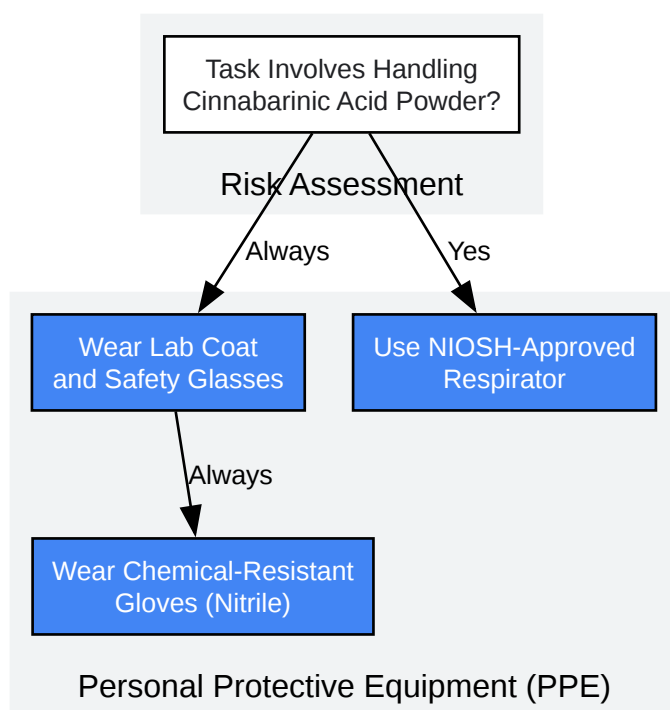 Task Involves Handling
Cinnabarinic Acid Powder?
Risk Assessment
Always
Yes
Wear Lab Coat
and Safety Glasses
Use NIOSH-Approved
Respirator
Always
Wear Chemical-Resistant
Gloves (Nitrile)
Personal Protective Equipment (PPE)